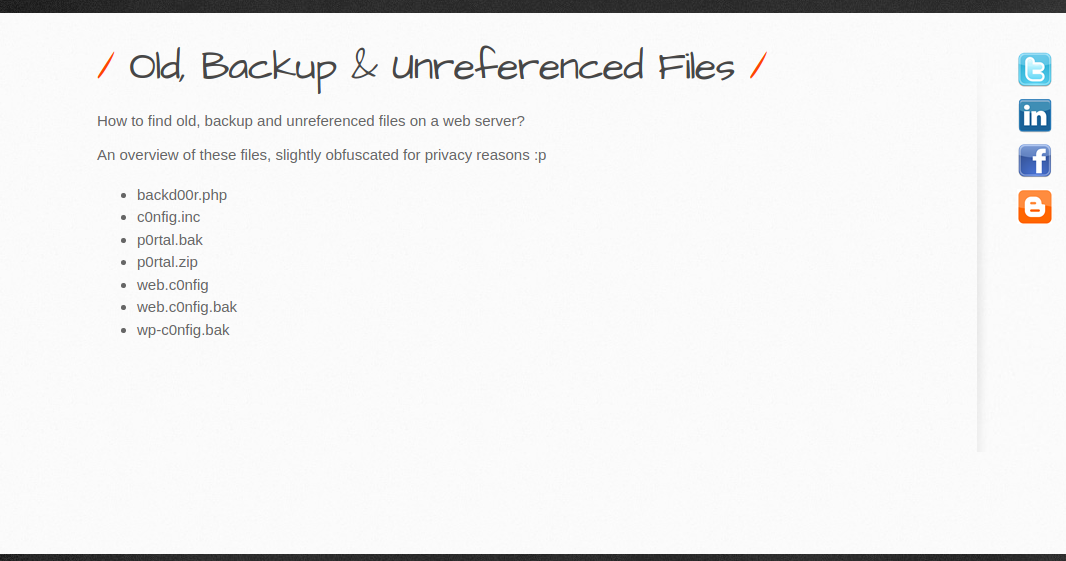 / Old, Backup & Unreferenced Files /
How to find old, backup and unreferenced files on a web server?
An overview of these files, slightly obfuscated for privacy reasons :p
backd00r.php
c0nfig.inc
p0rtal.bak
p0rtal.zip
web.c0nfig
web.c0nfig.bak
wp-c0nfig.bak
t
in
f
B